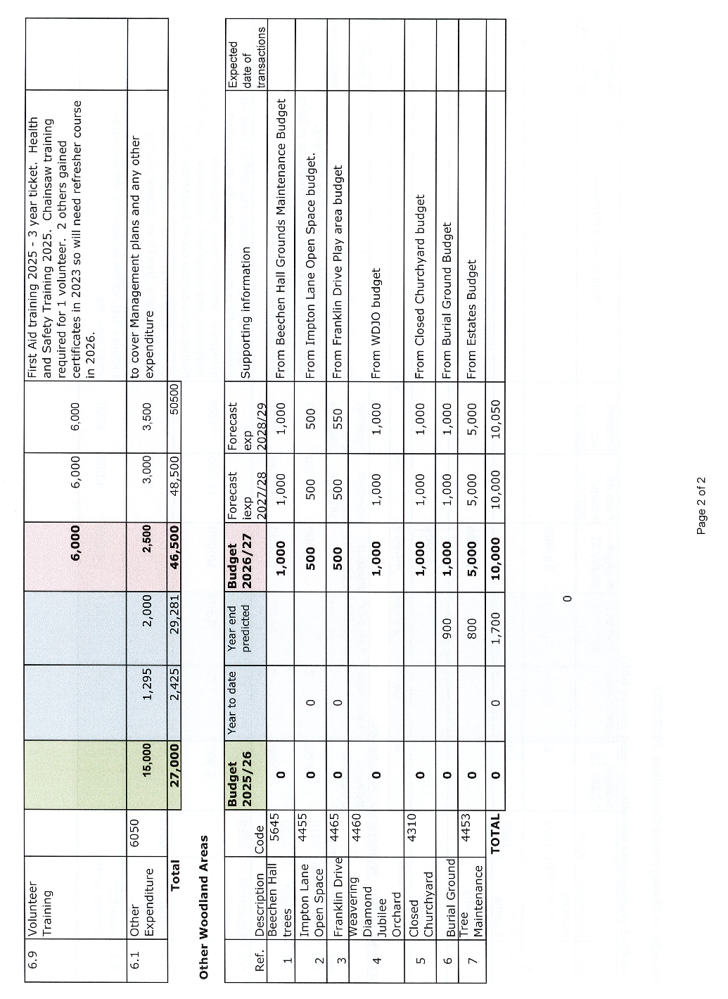 6.9 Volunteer Training 6,000 6,000 6,000 First Aid training 2025 - 3 year ticket. Health
and Safety Training 2025. Chainsaw training
required for 1 volunteer. 2 others gained
certificates in 2023 so will need refresher course
in 2026.
6.1 Other Expenditure 6050 15,000 1,295 2,000 2,500 3,000 3,500 to cover Management plans and any other
expenditure
Total 27,000 2,425 29,281 46,500 48,500 50500
Other Woodland Areas
Ref. Description Code Budget 2025/26 Year to date Year end predicted Budget 2026/27 Forecast iexp 2027/28 Forecast exp 2028/29 Supporting information Expected date of transactions
1 Beechen Hall trees 5645 0 1,000 1,000 1,000 From Beechen Hall Grounds Maintenance Budget
2 Impton Lane Open Space 4455 0 0 500 500 500 From Impton Lane Open Space budget.
3 Franklin Drive 4465 0 0 500 500 550 From Franklin Drive Play area budget
4 Weavering Diamond Jubilee Orchard 4460 0 1,000 1,000 1,000 From WDJO budget
5 Closed Churchyard 4310 0 1,000 1,000 1,000 From Closed Churchyard budget
6 Burial Ground 0 900 1,000 1,000 1,000 From Burial Ground Budget
7 Tree Maintenance 4453 0 800 5,000 5,000 5,000 From Estates Budget
TOTAL 0 0 1,700 10,000 10,000 10,050
0
Page 2 of 2